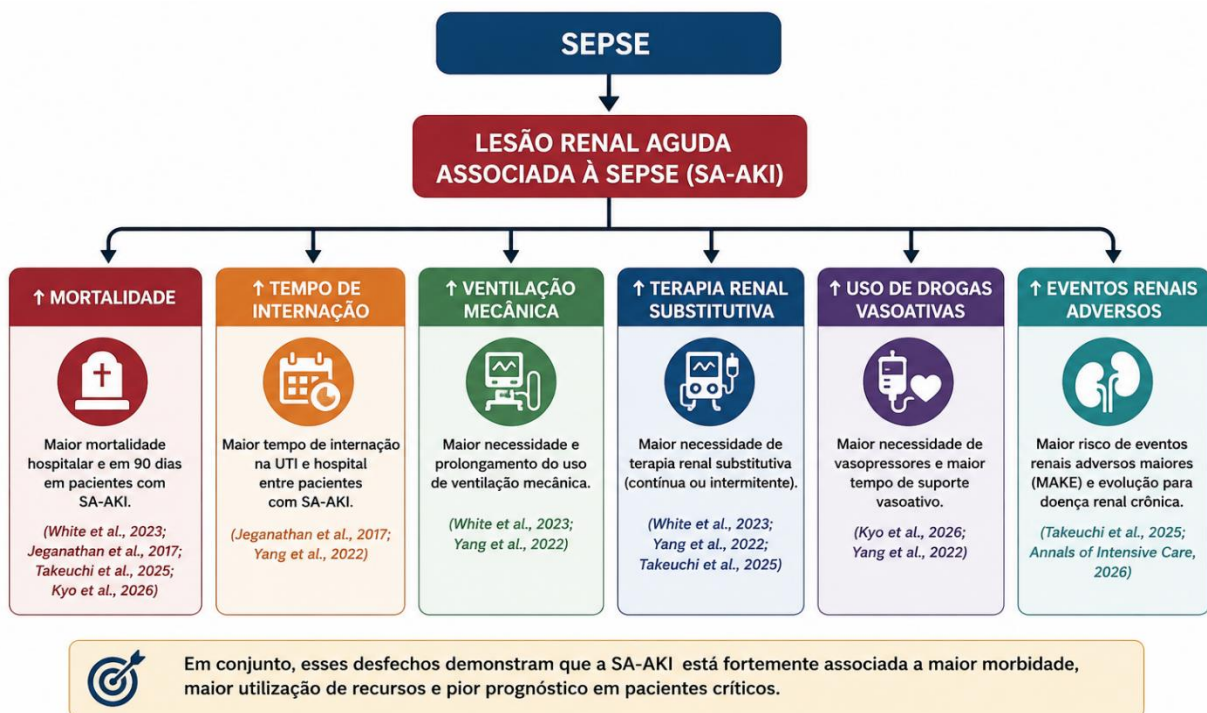 SEPSE
LESÃO RENAL AGUDA
ASSOCIADA À SEPSE (SA-AKI)
↑ MORTALIDADE
Maior mortalidade
hospitalar e em 90 dias
em pacientes com
SA-AKI.
(White et al., 2023;
Jeganathan et al., 2017;
Takeuchi et al., 2025;
Kyo et al., 2026)
↑ TEMPO DE
INTERNAÇÃO
Maior tempo de internação
na UTI e hospital
entre pacientes
com SA-AKI.
(Jeganathan et al., 2017;
Yang et al., 2022)
↑ VENTILAÇÃO
MECÂNICA
Maior necessidade e
prolongamento do uso
de ventilação mecânica.
(White et al., 2023;
Yang et al., 2022)
↑ TERAPIA RENAL
SUBSTITUTIVA
Maior necessidade de
terapia renal substitutiva
(contínua ou intermitente).
(White et al., 2023;
Yang et al., 2022;
Takeuchi et al., 2025)
↑ USO DE DROGAS
VASOATIVAS
Maior necessidade de
vasopressores e maior
tempo de suporte
vasoativo.
(Kyo et al., 2026;
Yang et al., 2022)
↑ EVENTOS RENAIS
ADVERSOS
Maior risco de eventos
renais adversos maiores
(MAKE) e evolução para
doença renal crônica.
(Takeuchi et al., 2025;
Annals of Intensive Care,
2026)
Em conjunto, esses desfechos demonstram que a SA-AKI está fortemente associada a maior morbidade,
maior utilização de recursos e pior prognóstico em pacientes críticos.